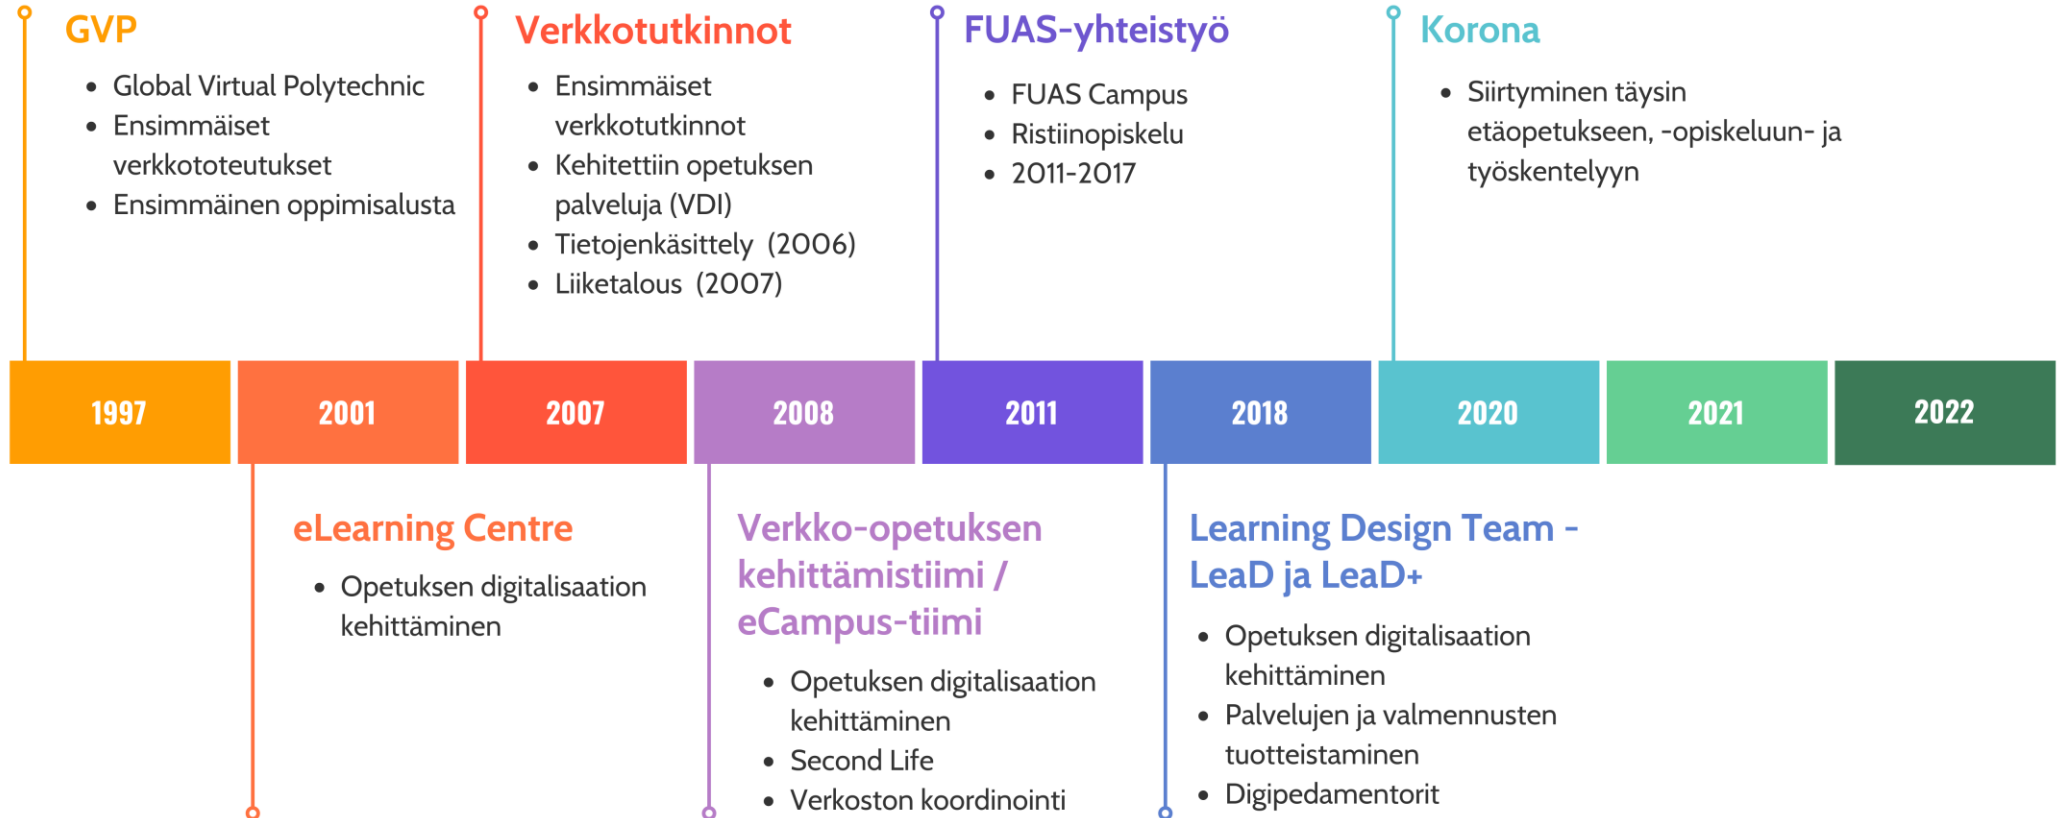 GVP
• Global Virtual Polytechnic
• Ensimmäiset
verkkototeutukset
• Ensimmäinen oppimisalusta
Verkkotutkinnot
• Ensimmäiset
verkkotutkinnot
• Kehitettiin opetuksen
palveluja (VDI)
• Tietojenkäsittely (2006)
• Liiketalous (2007)
FUAS-yhteistyö
• FUAS Campus
• Ristiinopiskelu
• 2011-2017
Korona
• Siirtyminen täysin
etäopetukseen, -opiskeluun- ja
työskentelyyn
1997
2001
2007
2008
2011
2018
2020
2021
2022
eLearning Centre
• Opetuksen digitalisaation
kehittäminen
Verkko-opetuksen
kehittämistiimi /
eCampus-tiimi
• Opetuksen digitalisaation
kehittäminen
• Second Life
• Verkoston koordinointi
Learning Design Team -
LeaD ja LeaD+
• Opetuksen digitalisaation
kehittäminen
• Palvelujen ja valmennusten
tuotteistaminen
• Digipedamentorit